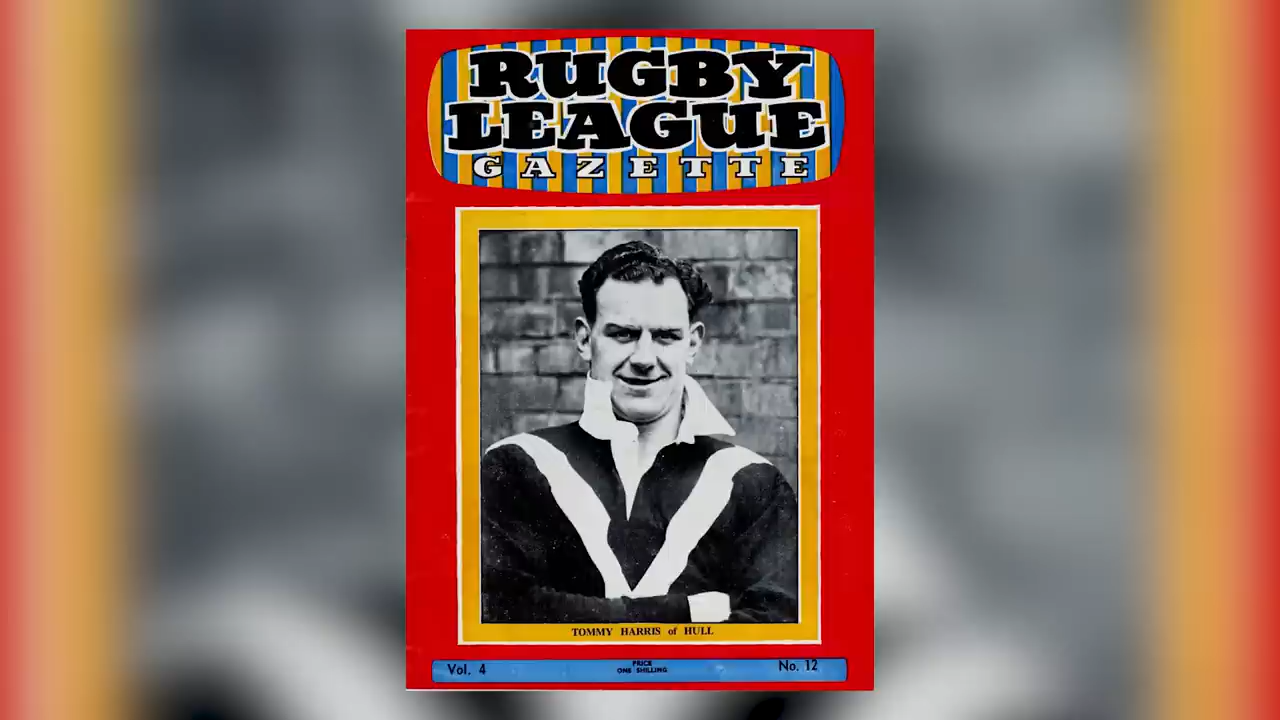 RUGBY
LEAGUE
GAZETTE
TOMMY HARRIS of HULL
Vol. 4
PRICE
ONE SHILLING
No. 12